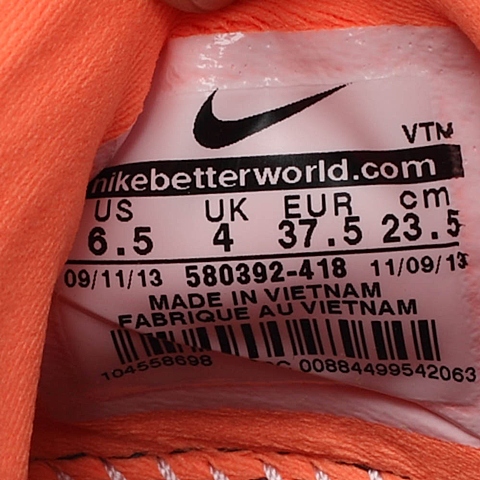 VTM
nikebetterworld.com
US UK EUR cm
6.5 4 37.5 23.5
09/11/13 580392-418 11/09/13
MADE IN VIETNAM
FABRIQUE AU VIETNAM
104558698 00884499542063